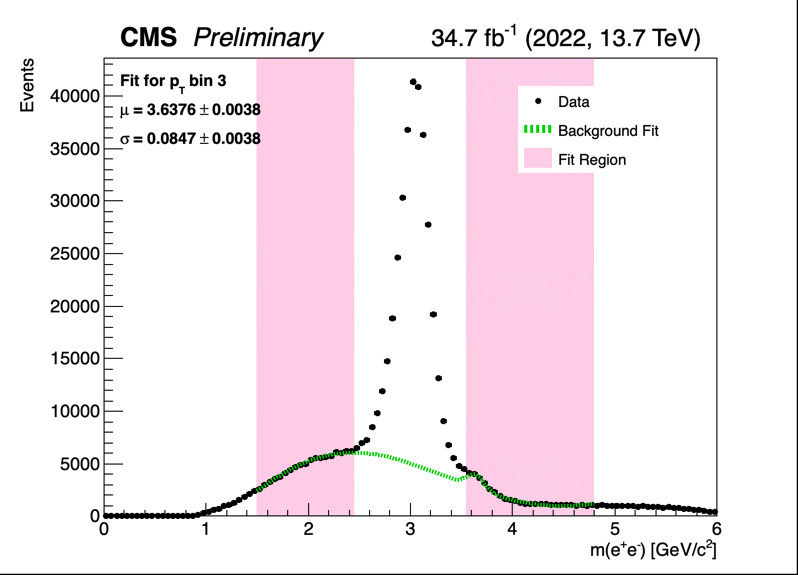 CMS Preliminary 34.7 fb⁻¹ (2022, 13.7 TeV)
Events
Fit for p_T bin 3
μ = 3.6376 ± 0.0038
σ = 0.0847 ± 0.0038
Data
Background Fit
Fit Region
40000
35000
30000
25000
20000
15000
10000
5000
0
0 1 2 3 4 5 6
m(e⁺e⁻) [GeV/c²]